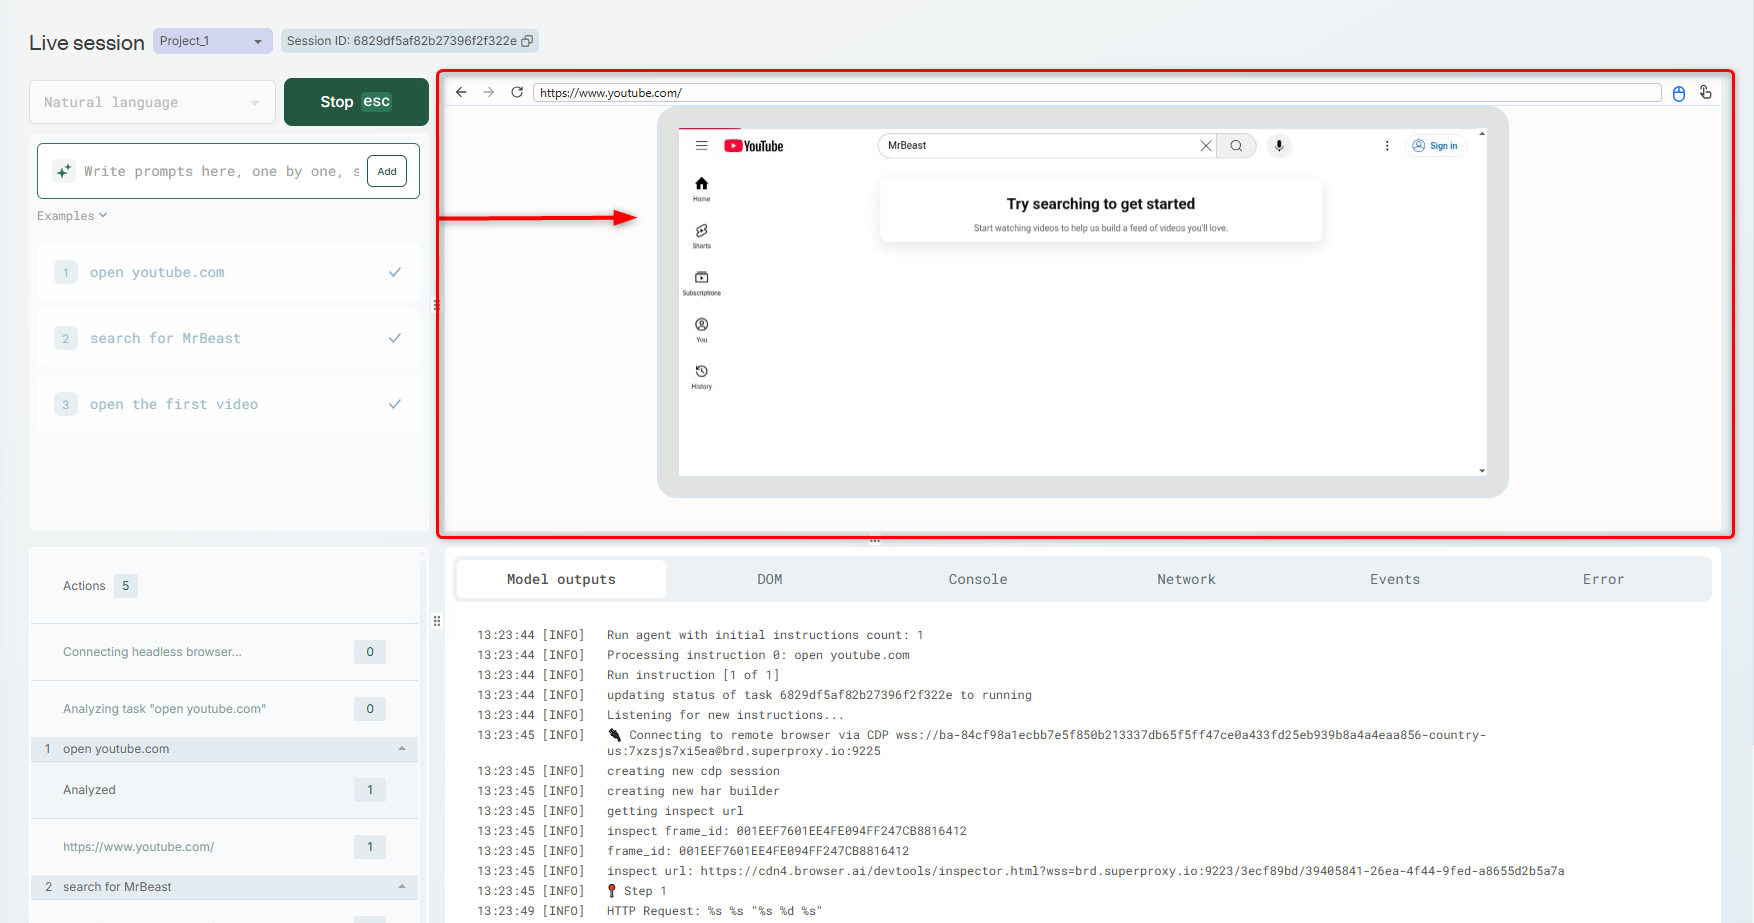 Live session
Project_1
Session ID: 6829df5af82b27396f2f322e
Natural language
Stop esc
Write prompts here, one by one, s
Add
Examples
1 open youtube.com
2 search for MrBeast
3 open the first video
https://www.youtube.com/
YouTube
MrBeast
Sign in
Home
Shorts
Subscriptions
You
History
Try searching to get started
Start watching videos to help us build a feed of videos you'll love.
Actions 5
Connecting headless browser... 0
Analyzing task "open youtube.com" 0
1 open youtube.com
Analyzed 1
https://www.youtube.com/ 1
2 search for MrBeast
Model outputs DOM Console Network Events Error
13:23:44 [INFO] Run agent with initial instructions count: 1
13:23:44 [INFO] Processing instruction 0: open youtube.com
13:23:44 [INFO] Run instruction [1 of 1]
13:23:44 [INFO] updating status of task 6829df5af82b27396f2f322e to running
13:23:44 [INFO] Listening for new instructions...
13:23:45 [INFO] Connecting to remote browser via CDP wss://ba-84cf98a1ecbb7e5f850b213337db65f5ff47ce0a433fd25eb939b8a4a4eaa856-country-
us:7xzsjs7xi5ea@brd.superproxy.io:9225
13:23:45 [INFO] creating new cdp session
13:23:45 [INFO] creating new har builder
13:23:45 [INFO] getting inspect url
13:23:45 [INFO] inspect frame_id: 001EEF7601EE4FE094FF247CB8816412
13:23:45 [INFO] frame_id: 001EEF7601EE4FE094FF247CB8816412
13:23:45 [INFO] inspect url: https://cdn4.browser.ai/devtools/inspector.html?wss=brd.superproxy.io:9223/3ecf89bd/39405841-26ea-4f44-9fed-a8655d2b5a7a
13:23:45 [INFO] Step 1
13:23:49 [INFO] HTTP Request: %s %s "%s %d %s"